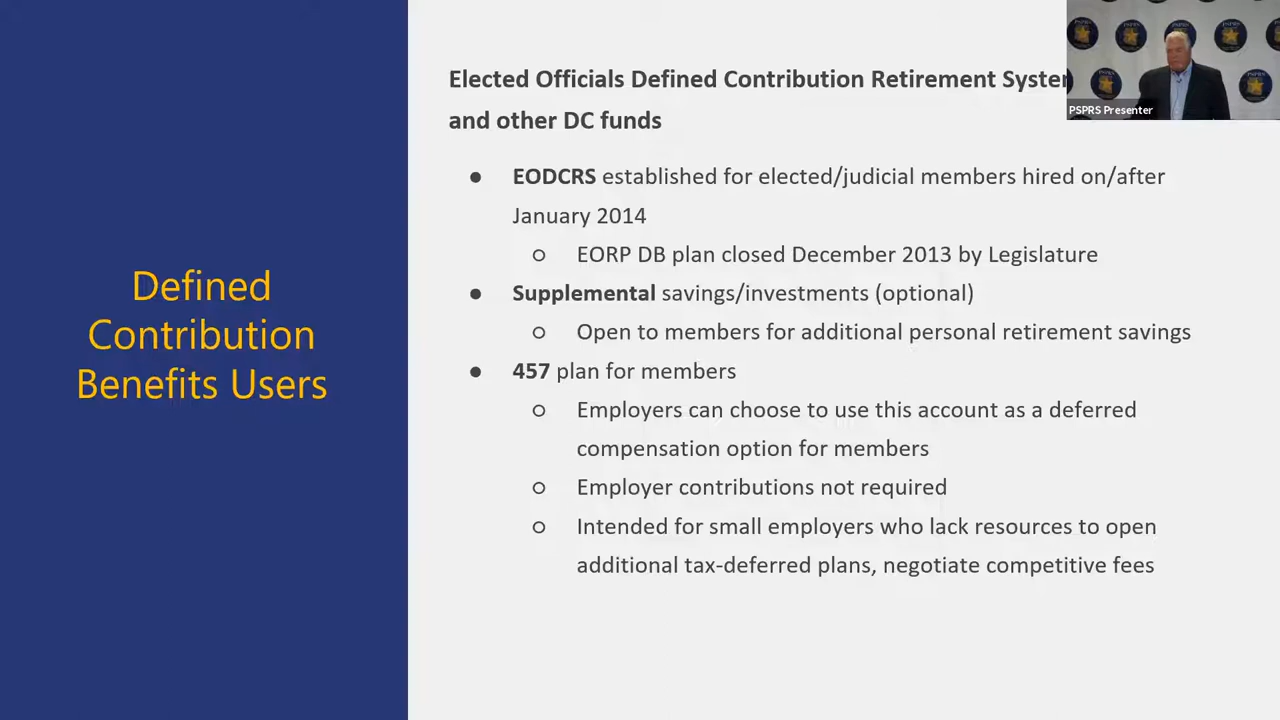 Defined
Contribution
Benefits Users
Elected Officials Defined Contribution Retirement System
and other DC funds
● EODCRS established for elected/judicial members hired on/after
January 2014
○ EORP DB plan closed December 2013 by Legislature
● Supplemental savings/investments (optional)
○ Open to members for additional personal retirement savings
● 457 plan for members
○ Employers can choose to use this account as a deferred
compensation option for members
○ Employer contributions not required
○ Intended for small employers who lack resources to open
additional tax-deferred plans, negotiate competitive fees
PSPRS Presenter